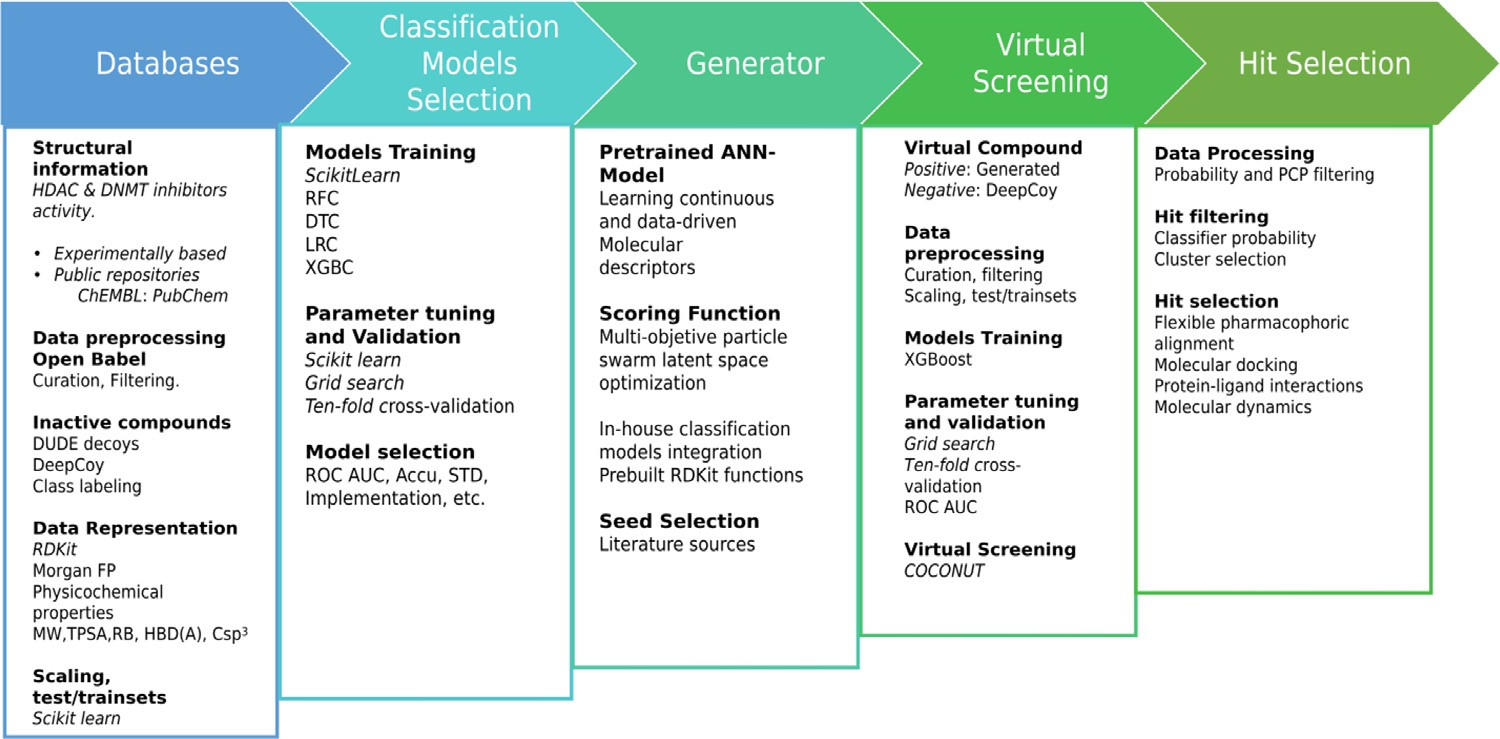 Databases
Classification
Models
Selection
Generator
Virtual
Screening
Hit Selection
Structural
information
HDAC & DNMT inhibitors
activity.
• Experimentally based
• Public repositories
ChEMBL: PubChem
Data preprocessing
Open Babel
Curation, Filtering.
Inactive compounds
DUDE decoys
DeepCoy
Class labeling
Data Representation
RDKit
Morgan FP
Physicochemical
properties
MW,TPSA,RB, HBD(A), Csp³
Scaling,
test/trainsets
Scikit learn
Models Training
ScikitLearn
RFC
DTC
LRC
XGBC
Parameter tuning
and Validation
Scikit learn
Grid search
Ten-fold cross-validation
Model selection
ROC AUC, Accu, STD,
Implementation, etc.
Pretrained ANN-
Model
Learning continuous
and data-driven
Molecular
descriptors
Scoring Function
Multi-objetive particle
swarm latent space
optimization
In-house classification
models integration
Prebuilt RDKit functions
Seed Selection
Literature sources
Virtual Compound
Positive: Generated
Negative: DeepCoy
Data
preprocessing
Curation, filtering
Scaling, test/trainsets
Models Training
XGBoost
Parameter tuning
and validation
Grid search
Ten-fold cross-
validation
ROC AUC
Virtual Screening
COCONUT
Data Processing
Probability and PCP filtering
Hit filtering
Classifier probability
Cluster selection
Hit selection
Flexible pharmacophoric
alignment
Molecular docking
Protein-ligand interactions
Molecular dynamics